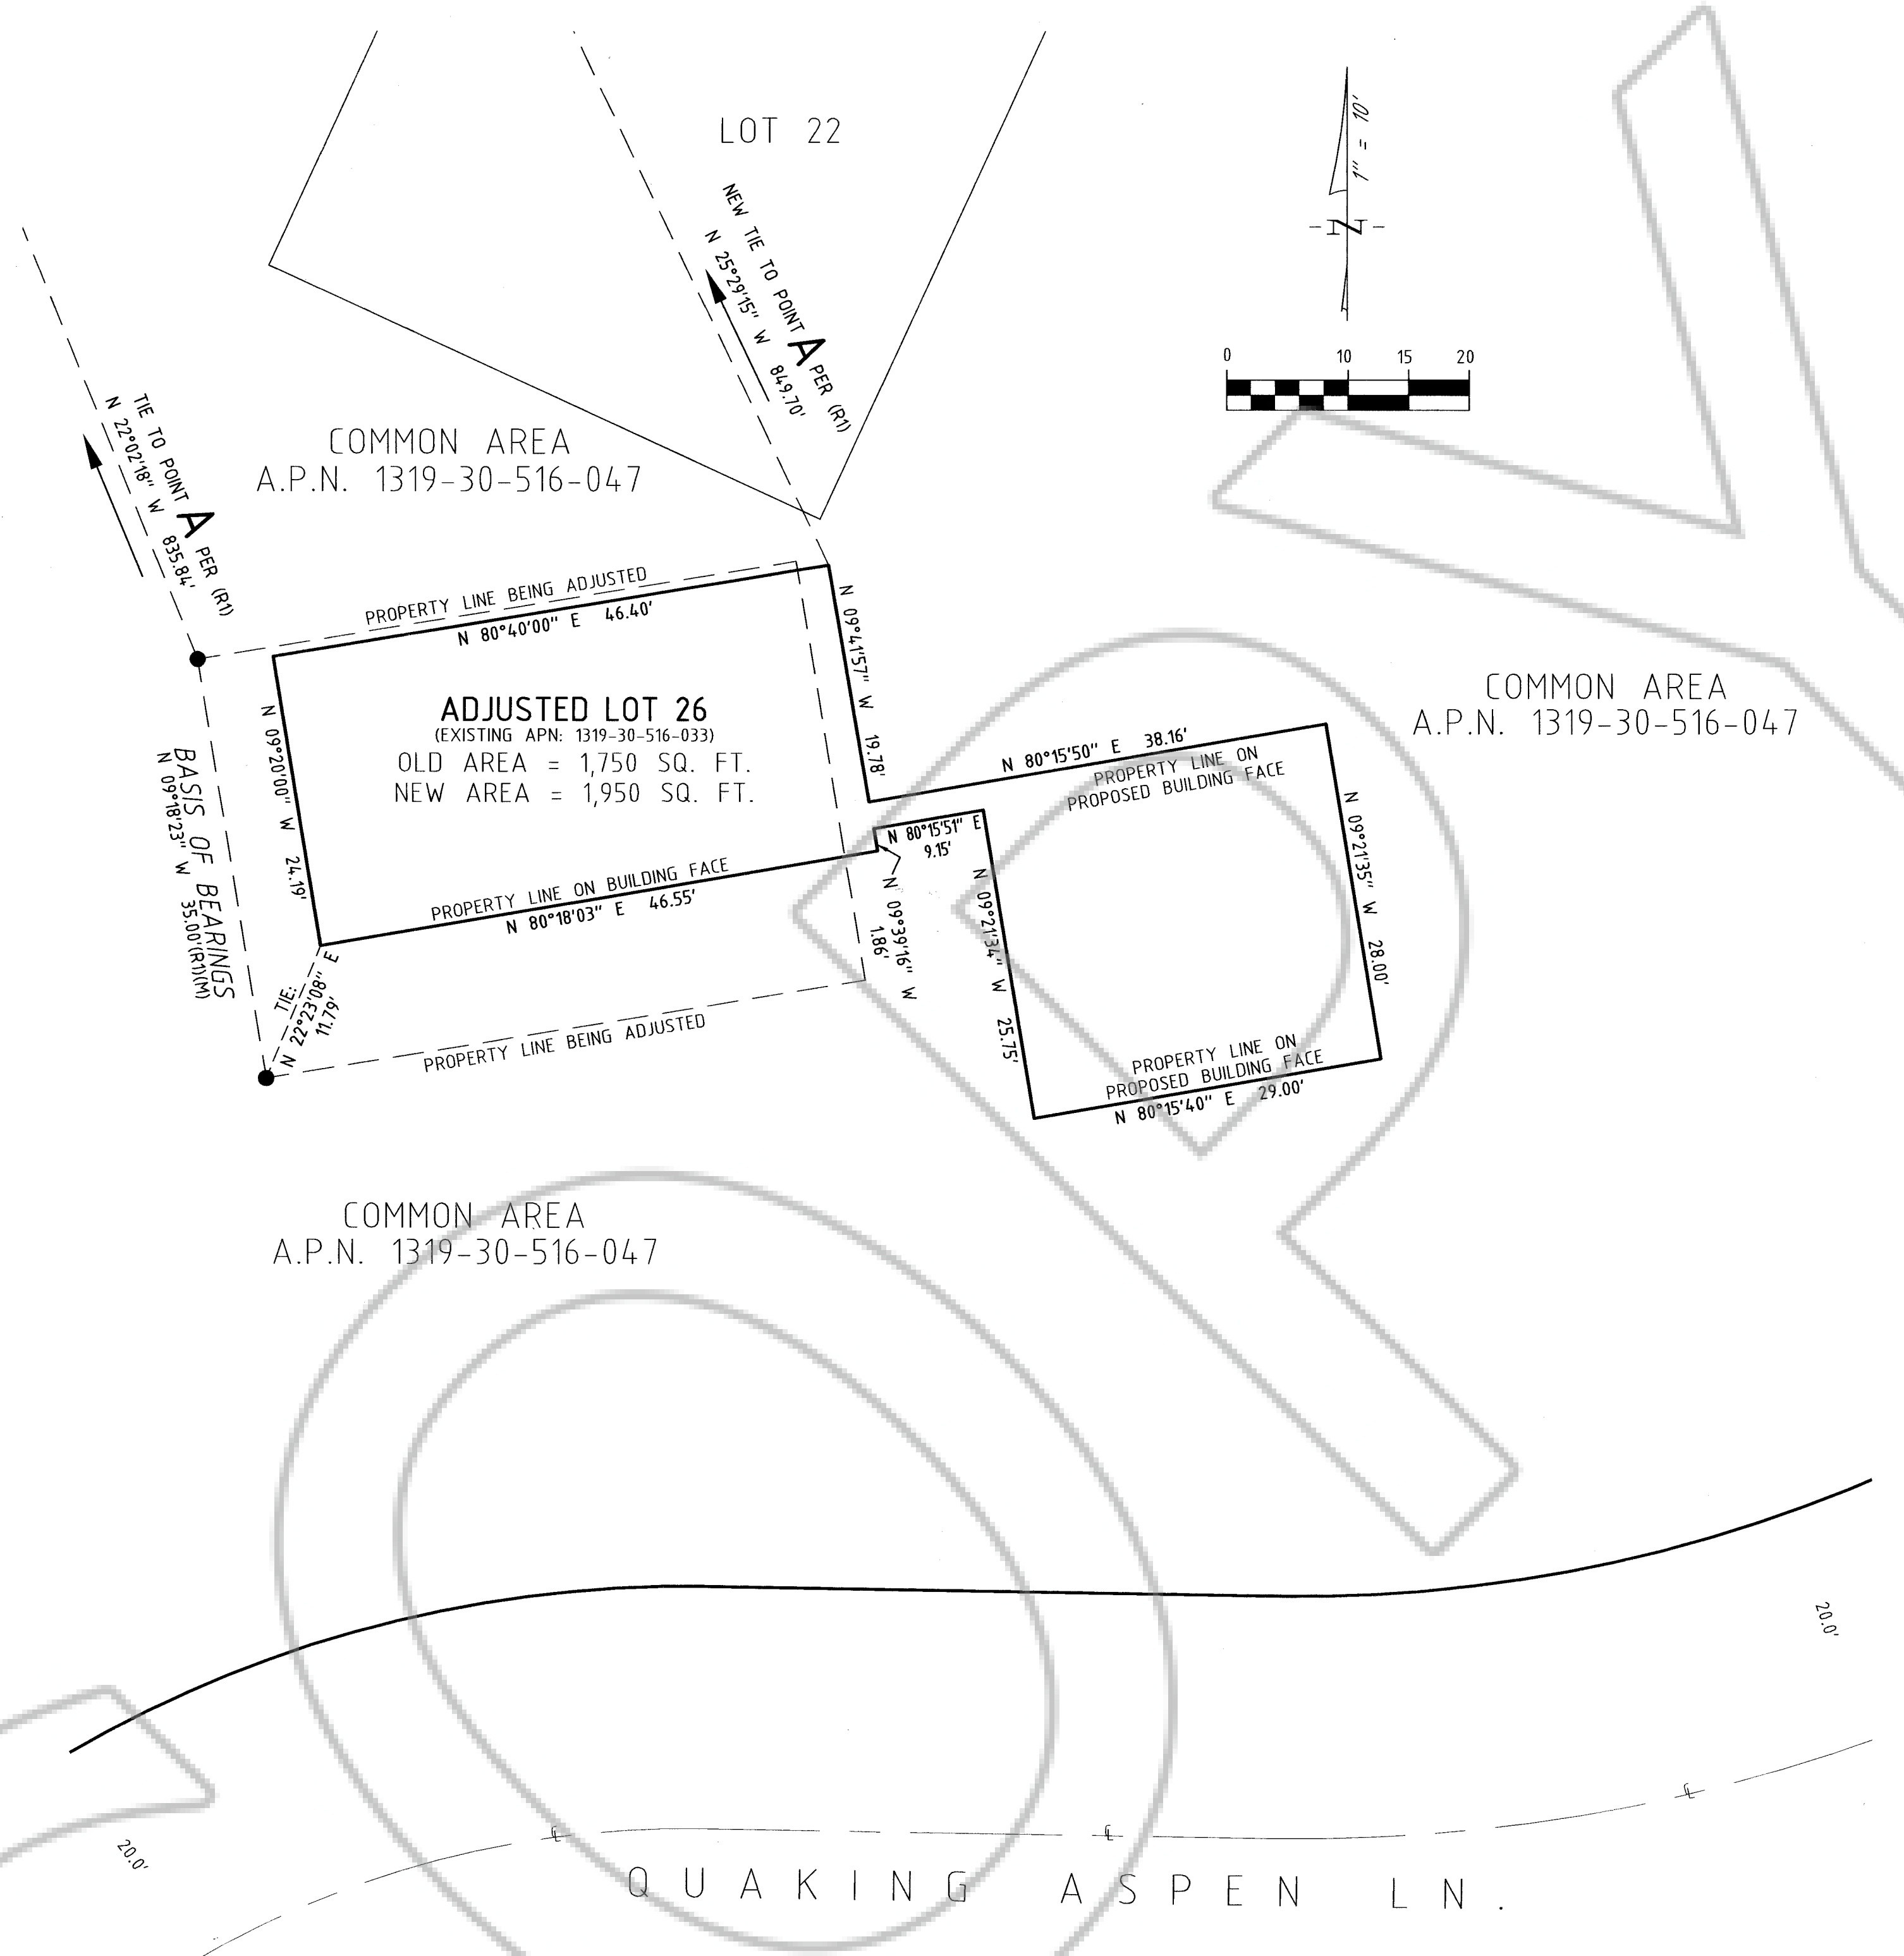 LOT 22
1" = 10'
N
0 10 15 20
NEW TIE TO POINT A PER (R1)
N 25°29'15" W 849.70'
TIE TO POINT A PER (R1)
N 22°02'18" W 835.84'
COMMON AREA
A.P.N. 1319-30-516-047
PROPERTY LINE BEING ADJUSTED
N 80°40'00" E 46.40'
N 09°41'57" W 19.78'
ADJUSTED LOT 26
(EXISTING APN: 1319-30-516-033)
OLD AREA = 1,750 SQ. FT.
NEW AREA = 1,950 SQ. FT.
N 09°20'00" W 24.19'
BASIS OF BEARINGS
N 09°18'23" W 35.00'(R1)(M)
PROPERTY LINE ON BUILDING FACE
N 80°18'03" E 46.55'
TIE:
N 22°23'08" E
11.79'
PROPERTY LINE BEING ADJUSTED
N 80°15'51" E
9.15'
N 09°39'16" W
1.86'
N 80°15'50" E 38.16'
PROPERTY LINE ON
PROPOSED BUILDING FACE
N 09°21'35" W 28.00'
N 09°21'34" W 25.75'
PROPERTY LINE ON
PROPOSED BUILDING FACE
N 80°15'40" E 29.00'
COMMON AREA
A.P.N. 1319-30-516-047
COMMON AREA
A.P.N. 1319-30-516-047
20.0'
20.0'
QUAKING ASPEN LN.